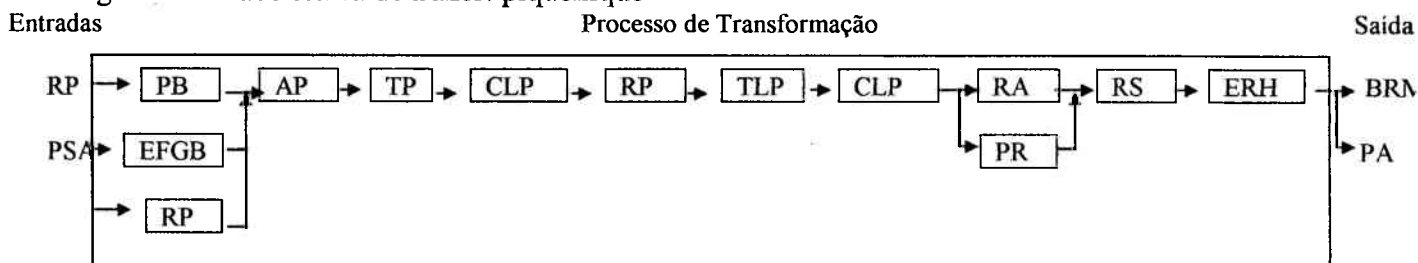 Entradas Processo de Transformação Saída
RP PB AP TP CLP RP TLP CLP RA RS ERH
PSA EFGB PR PA
RP